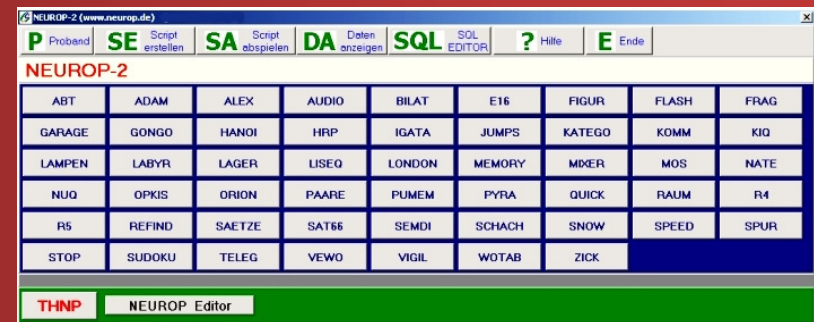 NEUROP-2 (www.neurop.de)
P Proband SE Script erstellen SA Script abspielen DA Daten anzeigen SQL SQL EDITOR ? Hilfe E Ende
NEUROP-2
ABT ADAM ALEX AUDIO BILAT E16 FIGUR FLASH FRAG
GARAGE GONGO HANOI HRP IGATA JUMPS KATEGO KOMM KIQ
LAMPEN LABYR LAGER LISEQ LONDON MEMORY MIXER MOS NATE
NUQ OPKIS ORION PAARE PUMEM PYRA QUICK RAUM R4
R5 REFIND SAETZE SAT66 SEMDI SCHACH SNOW SPEED SPUR
STOP SUDOKU TELEG VEWO VIGIL WOTAB ZICK
THNP NEUROP Editor